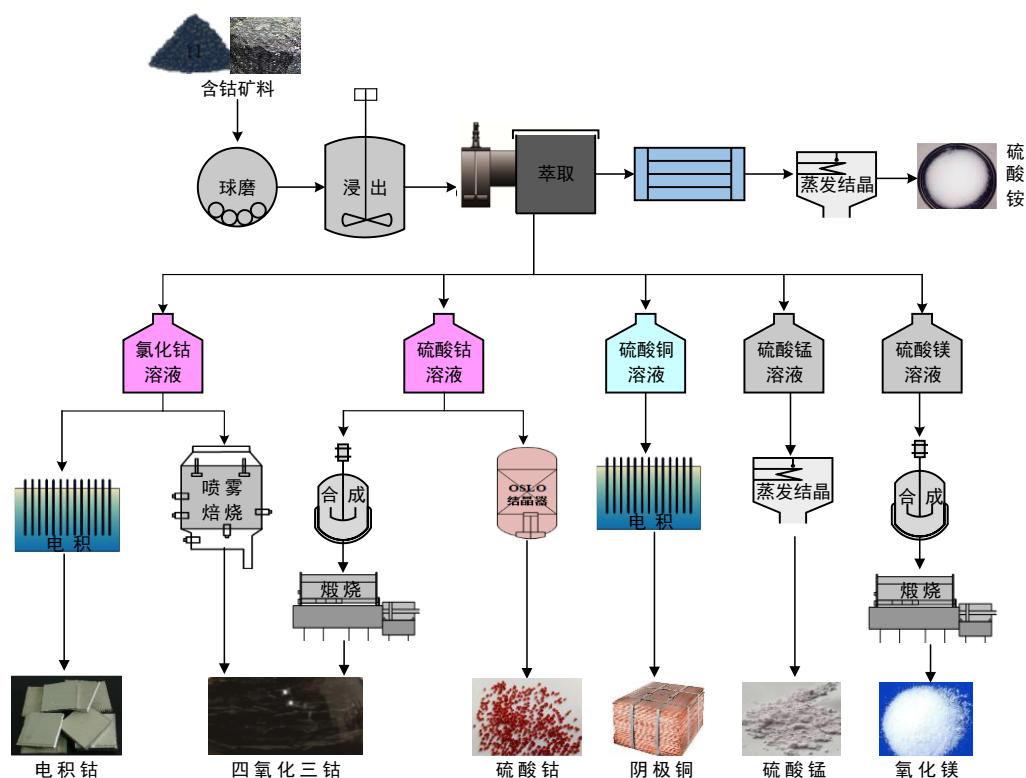 含钴矿料
球磨
浸出
萃取
蒸发结晶
硫
酸
铵
氯化钴
溶液
硫酸钴
溶液
硫酸铜
溶液
硫酸锰
溶液
硫酸镁
溶液
电积
喷雾
焙烧
合成
OSLO
结晶器
电积
蒸发结晶
合成
煅烧
煅烧
电积钴
四氧化三钴
硫酸钴
阴极铜
硫酸锰
氧化镁